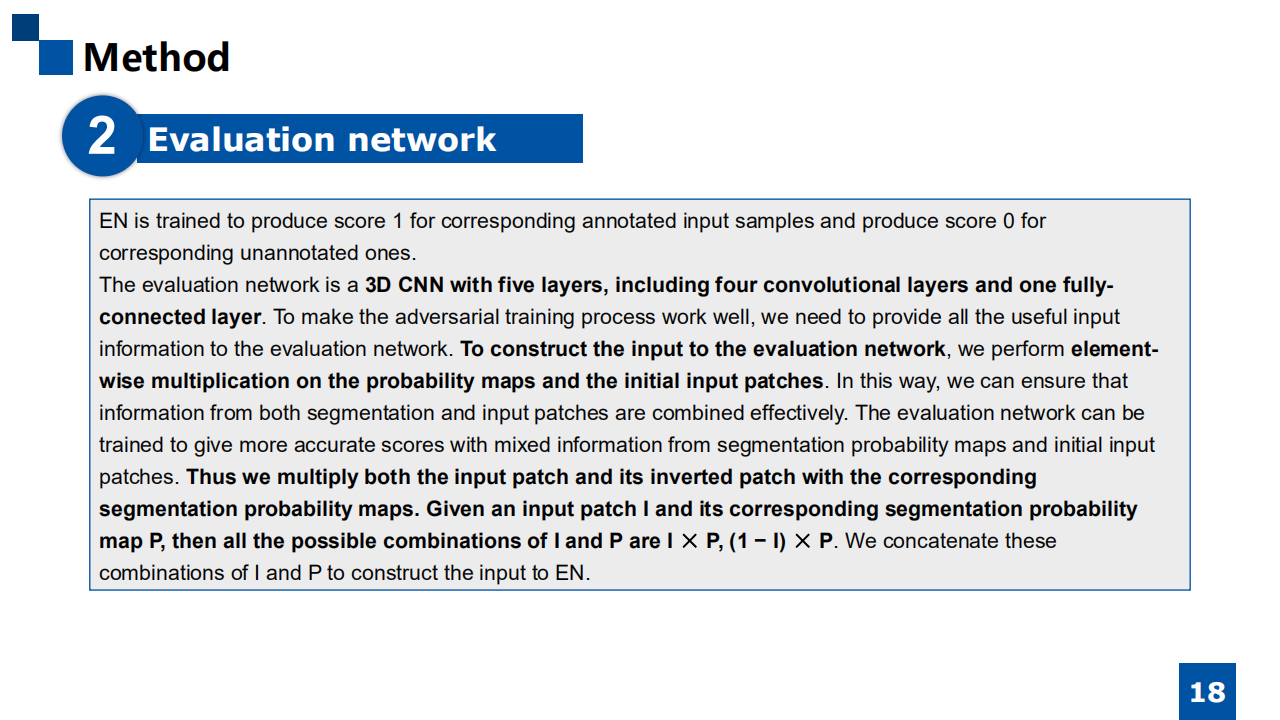 Method
2
Evaluation network
EN is trained to produce score 1 for corresponding annotated input samples and produce score 0 for
corresponding unannotated ones.
The evaluation network is a 3D CNN with five layers, including four convolutional layers and one fully-
connected layer. To make the adversarial training process work well, we need to provide all the useful input
information to the evaluation network. To construct the input to the evaluation network, we perform element-
wise multiplication on the probability maps and the initial input patches. In this way, we can ensure that
information from both segmentation and input patches are combined effectively. The evaluation network can be
trained to give more accurate scores with mixed information from segmentation probability maps and initial input
patches. Thus we multiply both the input patch and its inverted patch with the corresponding
segmentation probability maps. Given an input patch I and its corresponding segmentation probability
map P, then all the possible combinations of I and P are I × P, (1 − I) × P. We concatenate these
combinations of I and P to construct the input to EN.
18